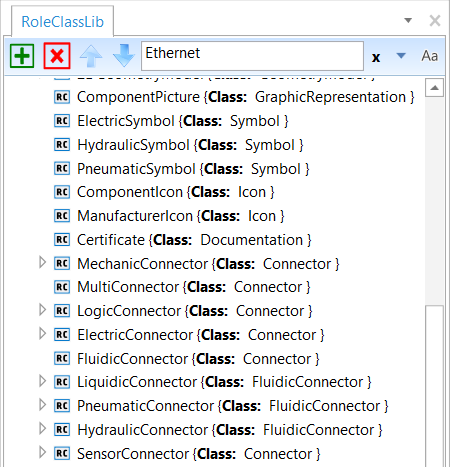 RoleClassLib
Ethernet x Aa
RC ComponentPicture {Class: GraphicRepresentation }
RC ElectricSymbol {Class: Symbol }
RC HydraulicSymbol {Class: Symbol }
RC PneumaticSymbol {Class: Symbol }
RC ComponentIcon {Class: Icon }
RC ManufacturerIcon {Class: Icon }
RC Certificate {Class: Documentation }
RC MechanicConnector {Class: Connector }
RC MultiConnector {Class: Connector }
RC LogicConnector {Class: Connector }
RC ElectricConnector {Class: Connector }
RC FluidicConnector {Class: Connector }
RC LiquidicConnector {Class: FluidicConnector }
RC PneumaticConnector {Class: FluidicConnector }
RC HydraulicConnector {Class: FluidicConnector }
RC SensorConnector {Class: Connector }